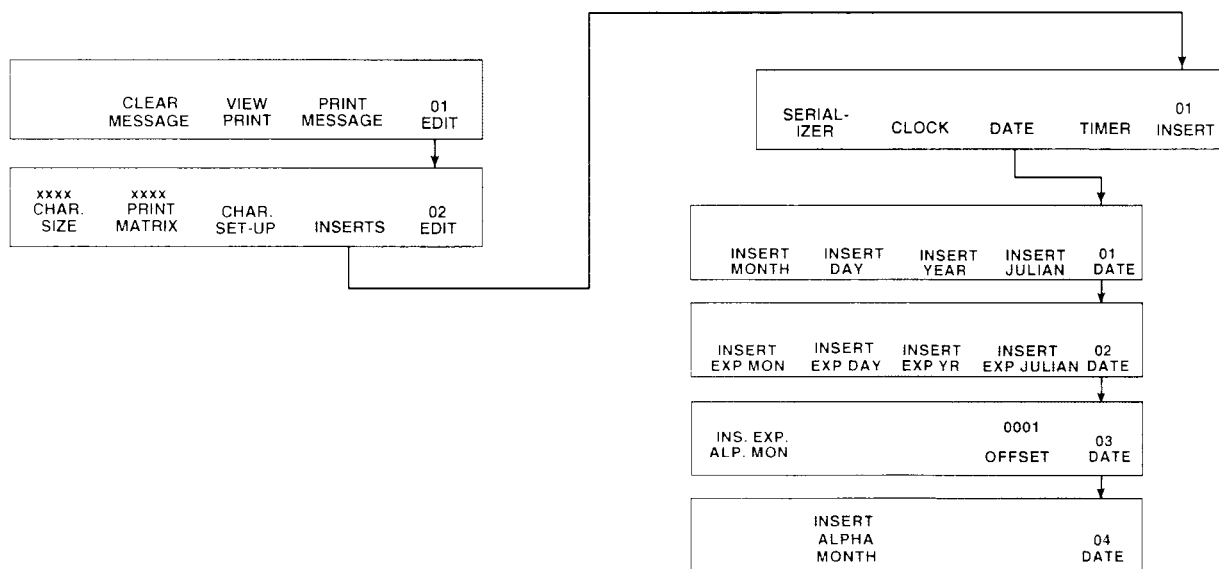 CLEAR MESSAGE
VIEW PRINT
PRINT MESSAGE
01 EDIT
xxxx CHAR. SIZE
xxxx PRINT MATRIX
CHAR. SET-UP
INSERTS
02 EDIT
SERIAL-IZER
CLOCK
DATE
TIMER
01 INSERT
INSERT MONTH
INSERT DAY
INSERT YEAR
INSERT JULIAN
01 DATE
INSERT EXP MON
INSERT EXP DAY
INSERT EXP YR
INSERT EXP JULIAN
02 DATE
INS. EXP. ALP. MON
0001 OFFSET
03 DATE
INSERT ALPHA MONTH
04 DATE